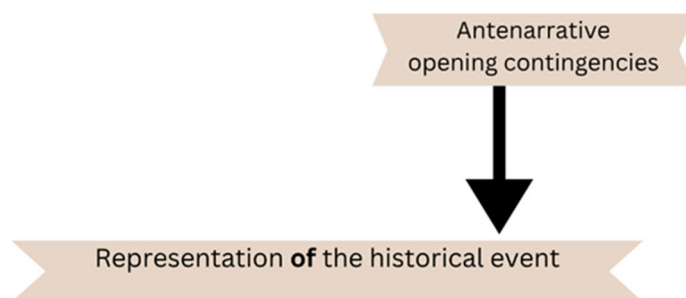 Antenarrative
opening contingencies
Representation of the historical event